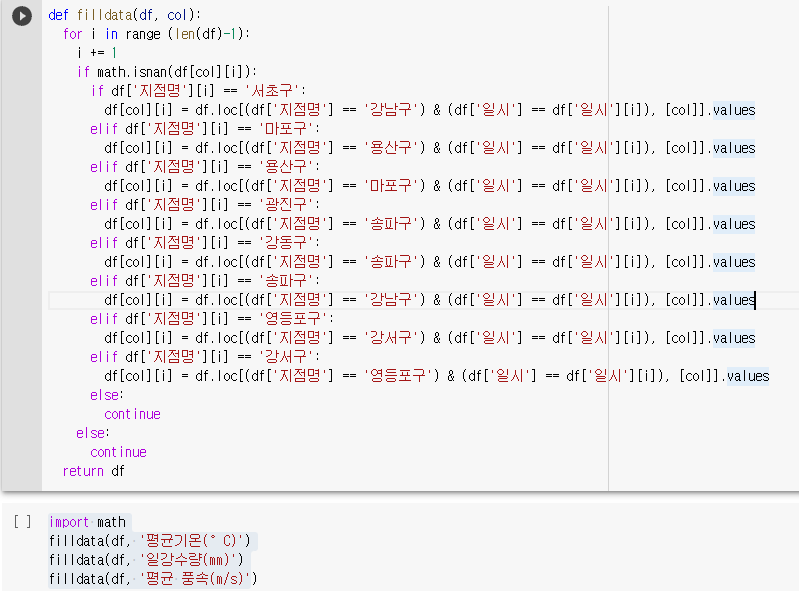 def filldata(df, col):
for i in range (len(df)-1):
i += 1
if math.isnan(df[col][i]):
if df['지점명'][i] == '서초구':
df[col][i] = df.loc[(df['지점명'] == '강남구') & (df['일시'] == df['일시'][i]), [col]].values
elif df['지점명'][i] == '마포구':
df[col][i] = df.loc[(df['지점명'] == '용산구') & (df['일시'] == df['일시'][i]), [col]].values
elif df['지점명'][i] == '용산구':
df[col][i] = df.loc[(df['지점명'] == '마포구') & (df['일시'] == df['일시'][i]), [col]].values
elif df['지점명'][i] == '광진구':
df[col][i] = df.loc[(df['지점명'] == '송파구') & (df['일시'] == df['일시'][i]), [col]].values
elif df['지점명'][i] == '강동구':
df[col][i] = df.loc[(df['지점명'] == '송파구') & (df['일시'] == df['일시'][i]), [col]].values
elif df['지점명'][i] == '송파구':
df[col][i] = df.loc[(df['지점명'] == '강남구') & (df['일시'] == df['일시'][i]), [col]].values
elif df['지점명'][i] == '영등포구':
df[col][i] = df.loc[(df['지점명'] == '강서구') & (df['일시'] == df['일시'][i]), [col]].values
elif df['지점명'][i] == '강서구':
df[col][i] = df.loc[(df['지점명'] == '영등포구') & (df['일시'] == df['일시'][i]), [col]].values
else:
continue
else:
continue
return df
[ ] import math
filldata(df, '평균기온(°C)')
filldata(df, '일강수량(mm)')
filldata(df, '평균 풍속(m/s)')